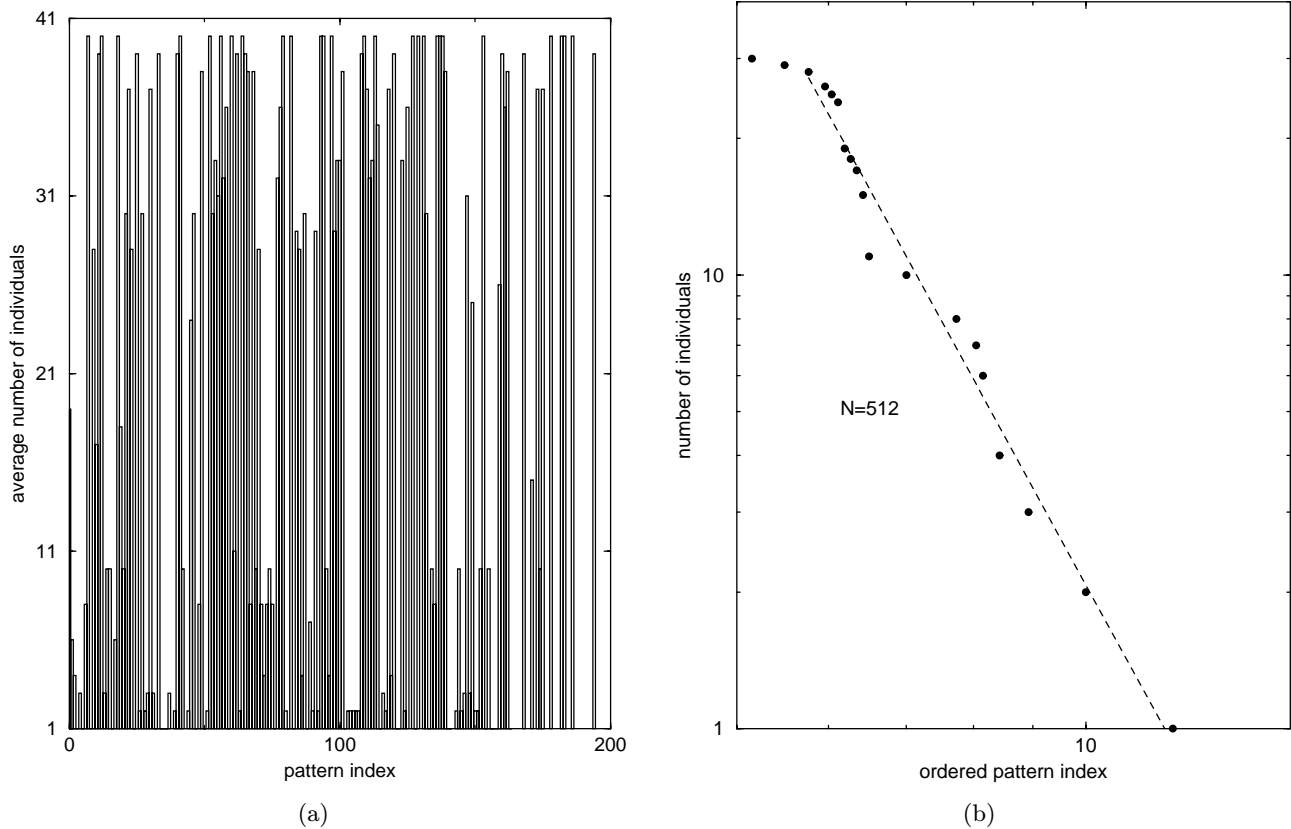 41
31
21
11
1
0
100
200
average number of individuals
pattern index
(a)
10
1
10
number of individuals
N=512
ordered pattern index
(b)